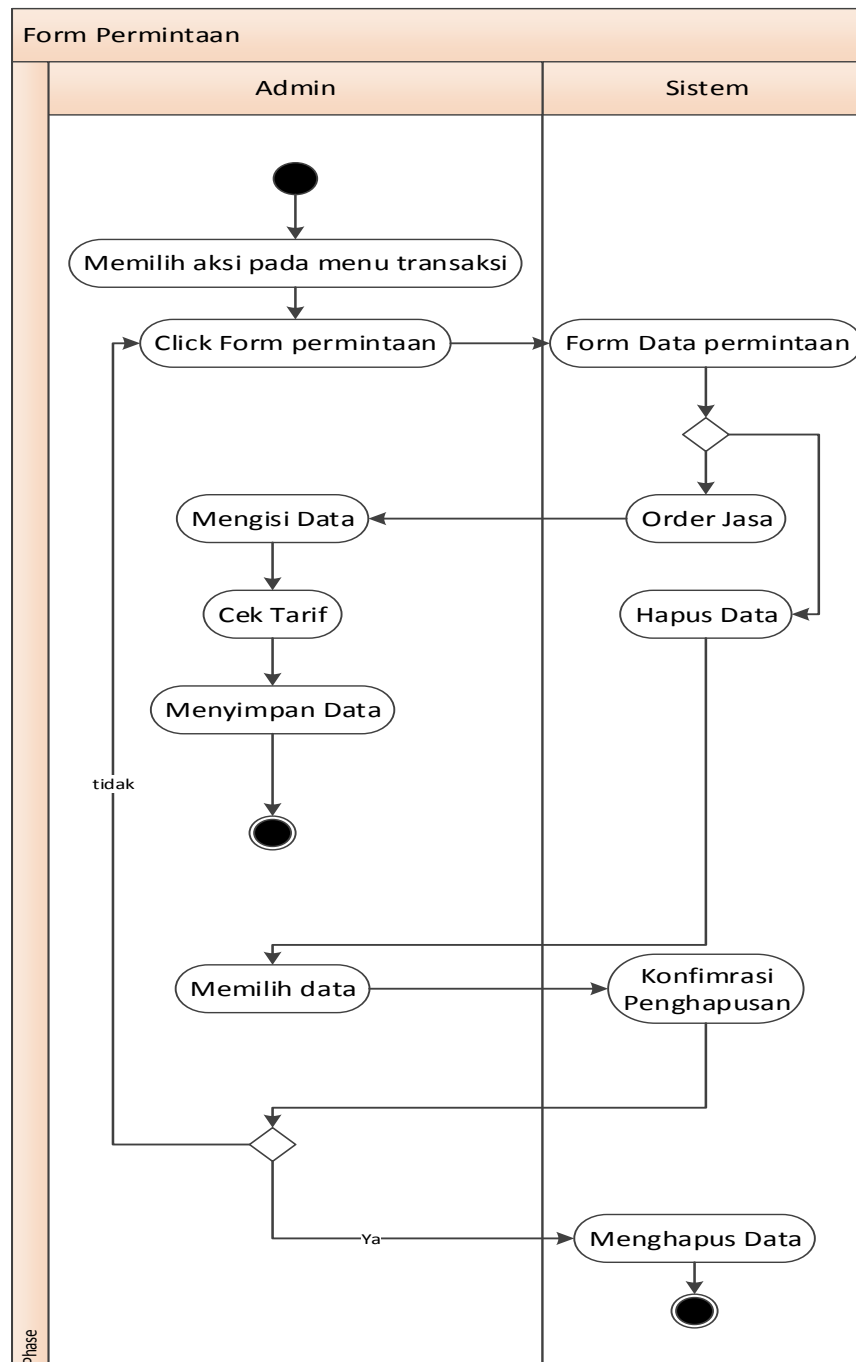 Form Permintaan
Admin
Sistem
Memilih aksi pada menu transaksi
Click Form permintaan
Form Data permintaan
Mengisi Data
Order Jasa
Cek Tarif
Hapus Data
Menyimpan Data
tidak
Memilih data
Konfimrasi
Penghapusan
Ya
Menghapus Data
Phase